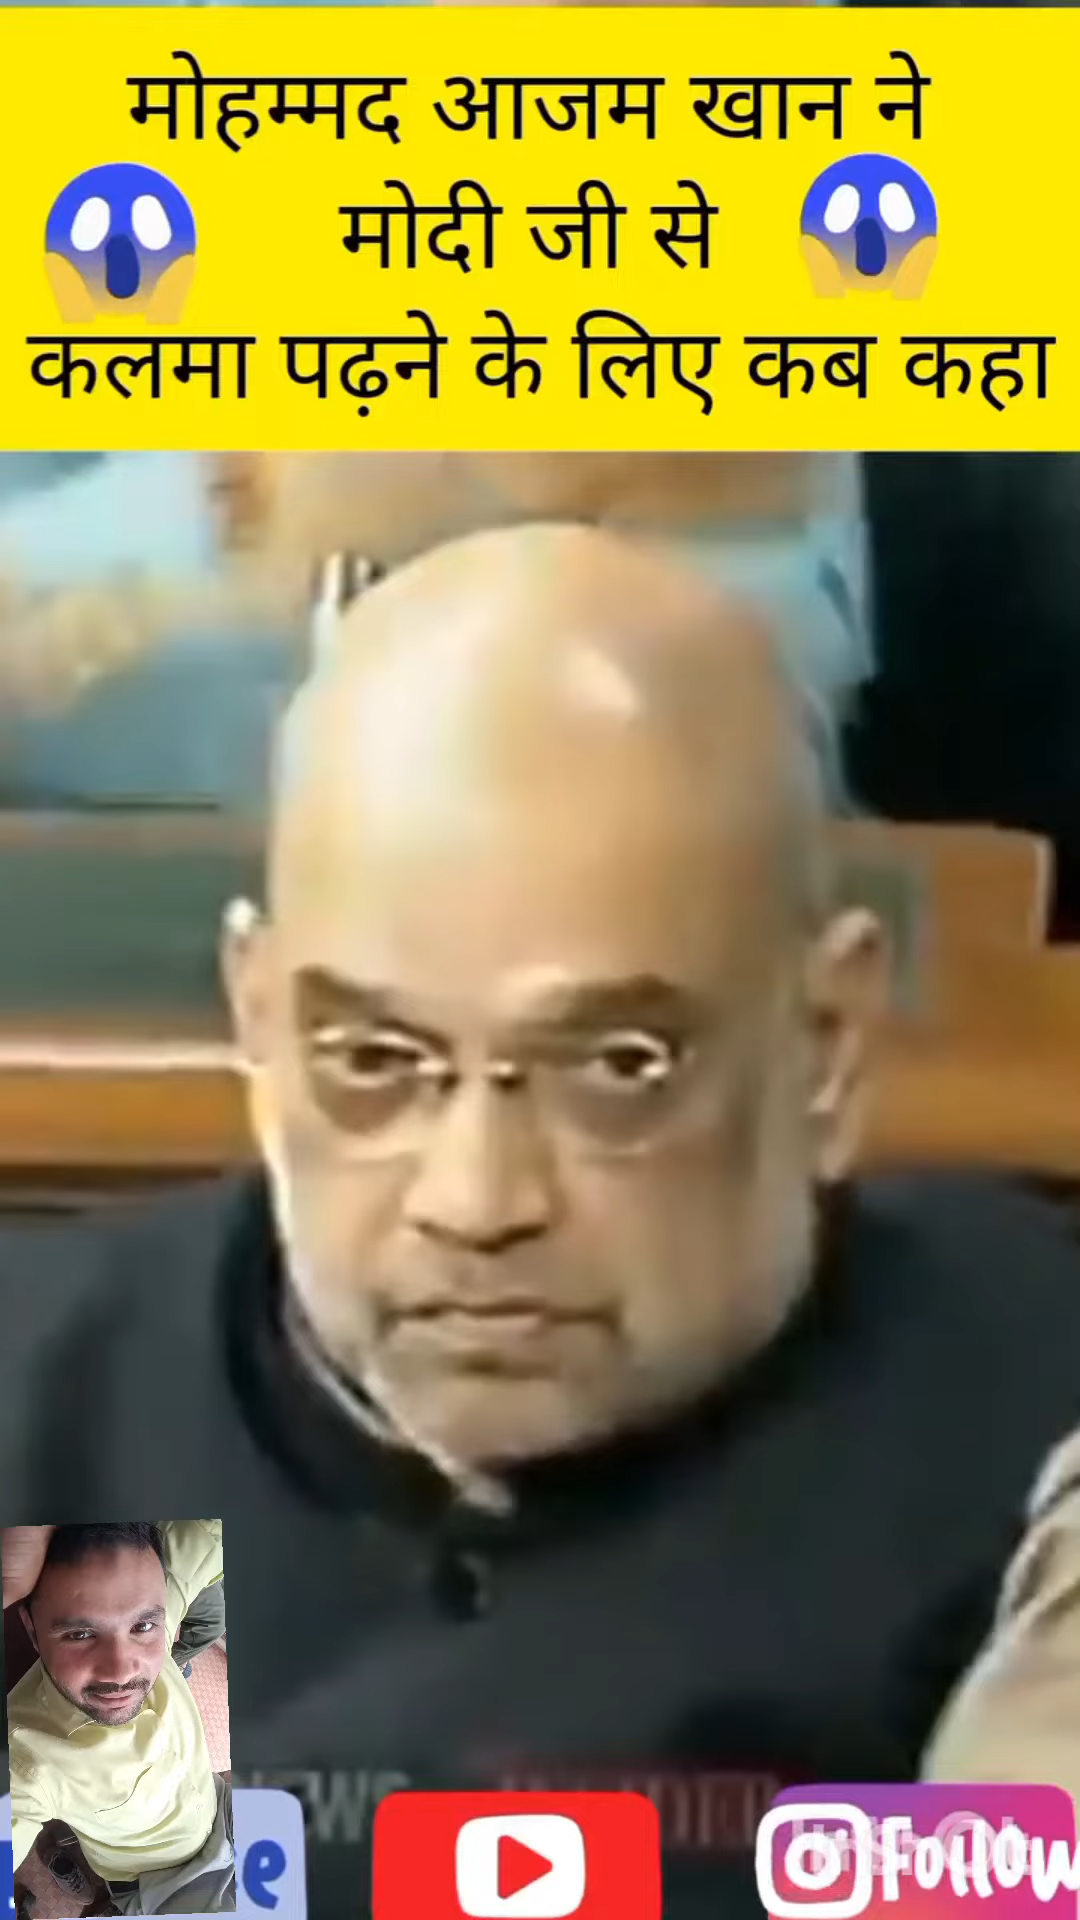 मोहम्मद आजम खान ने
मोदी जी से
कलमा पढ़ने के लिए कब कहा
Follow